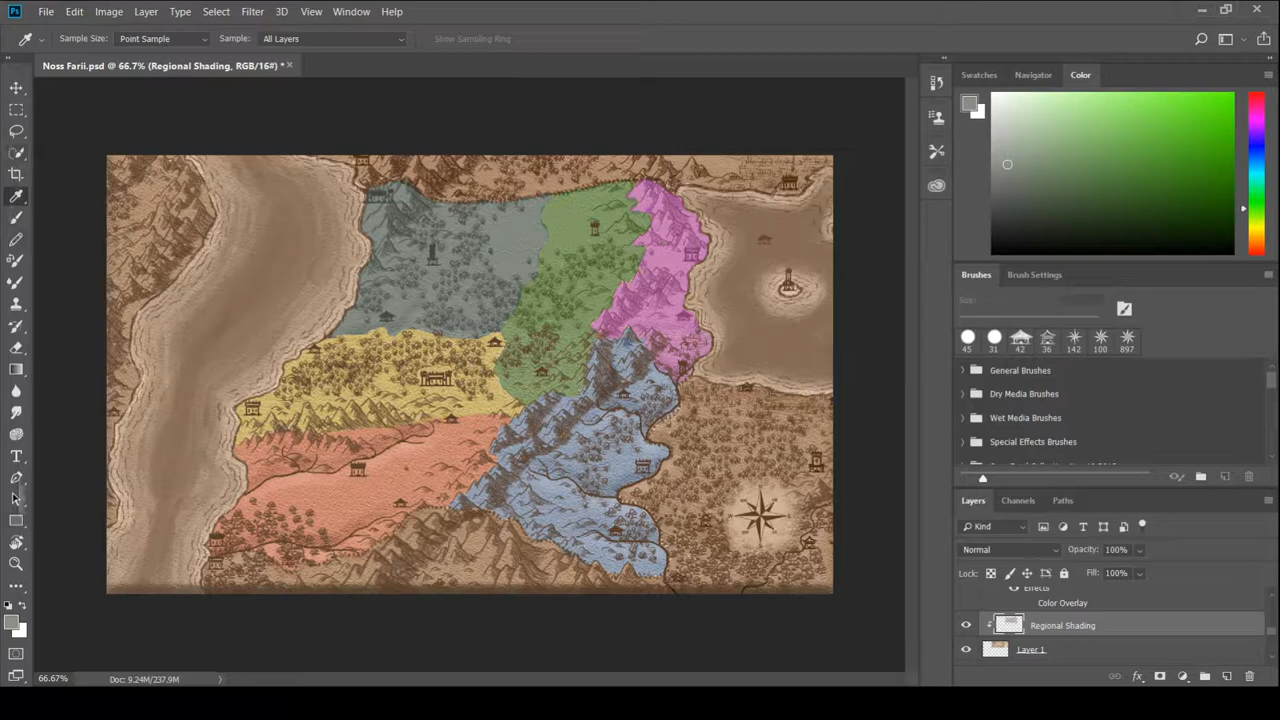 Ps File Edit Image Layer Type Select Filter 3D View Window Help
Sample Size: Point Sample Sample: All Layers Show Sampling Ring
Noss Farii.psd @ 66.7% (Regional Shading, RGB/16#) *
Swatches Navigator Color
Brushes Brush Settings
Size:
45 31 42 36 142 100 897
General Brushes
Dry Media Brushes
Wet Media Brushes
Special Effects Brushes
Layers Channels Paths
Kind
Normal Opacity: 100%
Lock: Fill: 100%
Effects
Color Overlay
Regional Shading
Layer 1
66.67% Doc: 9.24M/237.9M